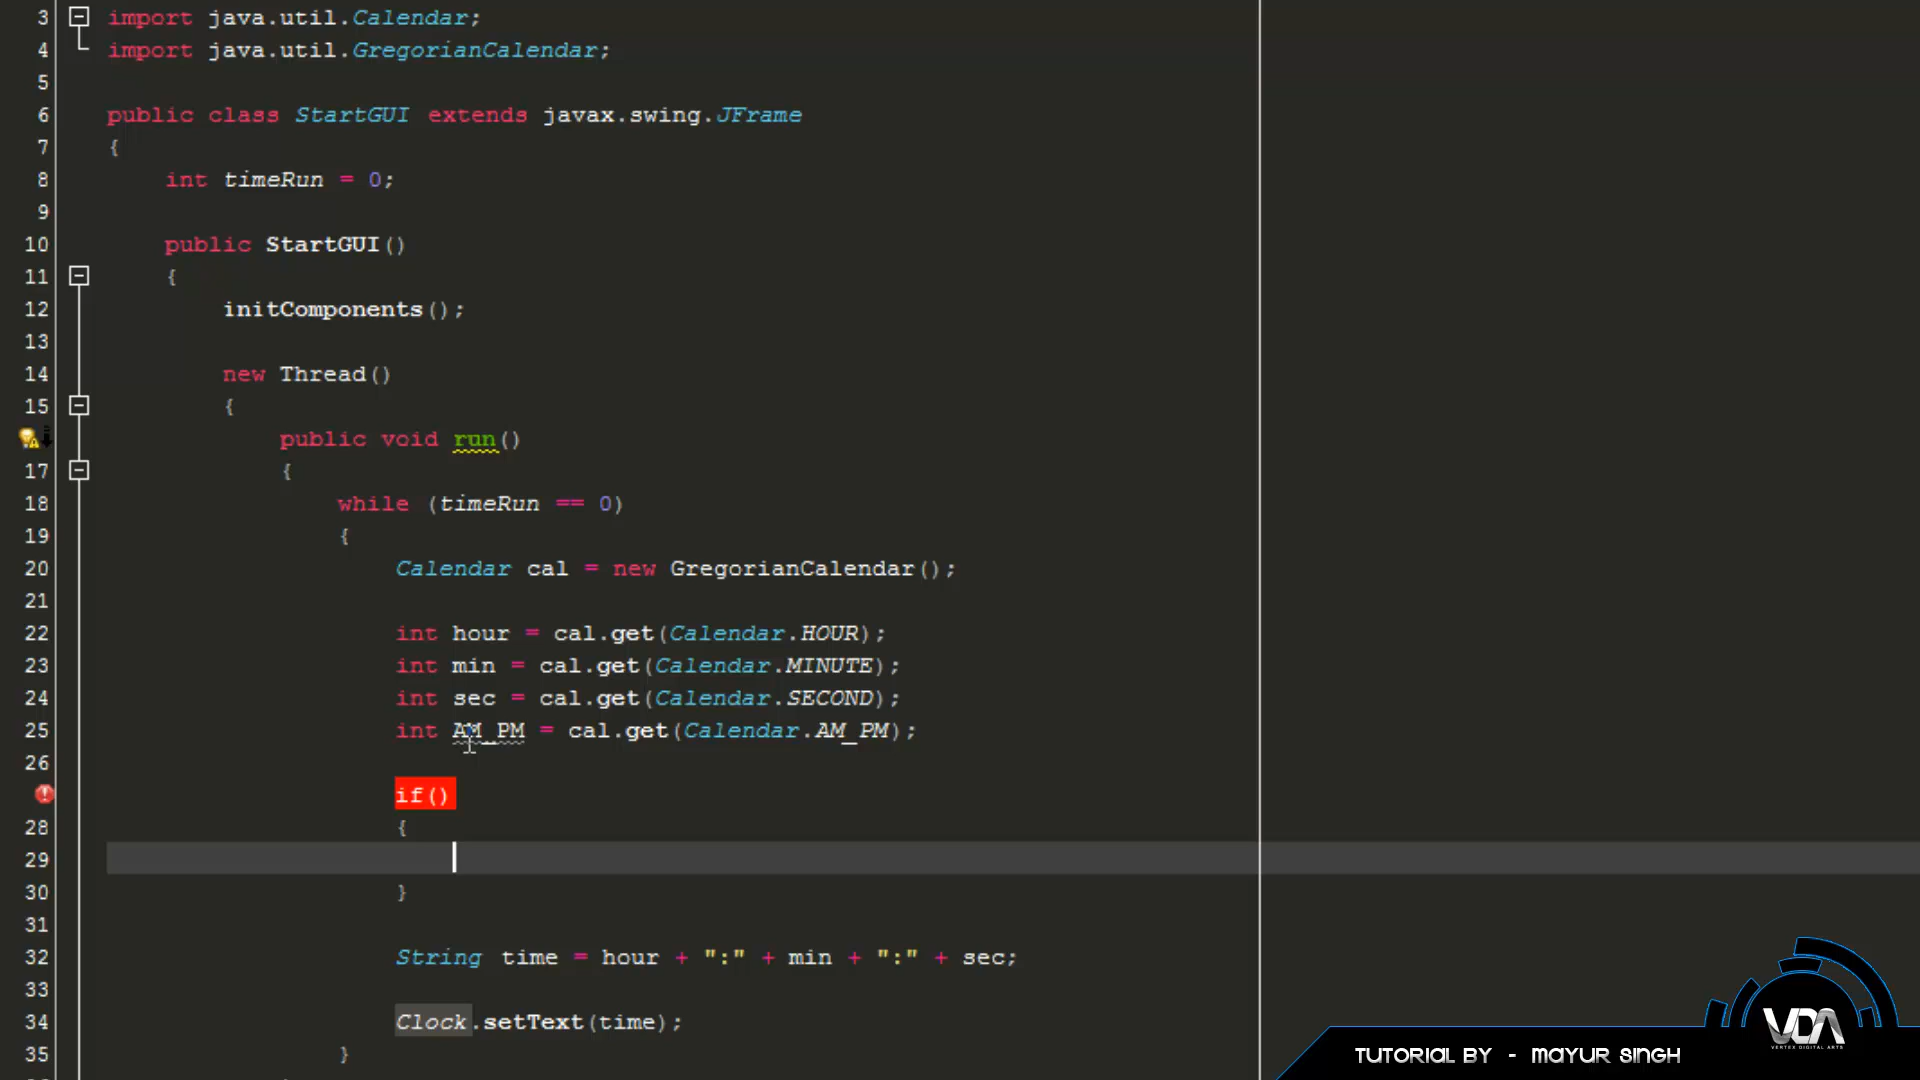 3 import java.util.Calendar;
4 import java.util.GregorianCalendar;
5
6 public class StartGUI extends javax.swing.JFrame
7 {
8 int timeRun = 0;
9
10 public StartGUI()
11 {
12 initComponents();
13
14 new Thread()
15 {
public void run()
17 {
18 while (timeRun == 0)
19 {
20 Calendar cal = new GregorianCalendar();
21
22 int hour = cal.get(Calendar.HOUR);
23 int min = cal.get(Calendar.MINUTE);
24 int sec = cal.get(Calendar.SECOND);
25 int AM_PM = cal.get(Calendar.AM_PM);
26
if()
28 {
29
30 }
31
32 String time = hour + ":" + min + ":" + sec;
33
34 Clock.setText(time);
35 }
VDA
VERTEX DIGITAL ARTS
TUTORIAL BY - MAYUR SINGH